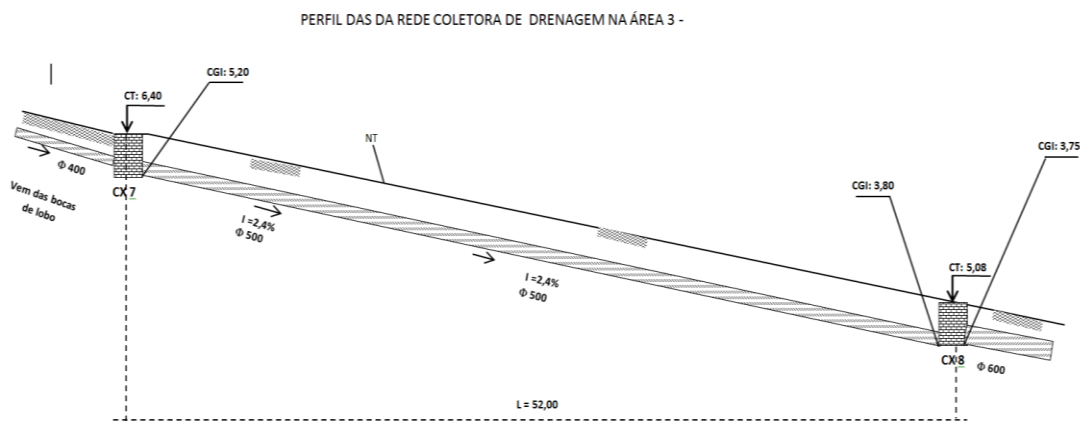 PERFIL DAS DA REDE COLETORA DE DRENAGEM NA ÁREA 3 -
CGI: 5,20
CT: 6,40
NT
CGI: 3,75
Φ 400
CGI: 3,80
CX 7
Vem das bocas
de lobo
I =2,4%
Φ 500
CT: 5,08
I =2,4%
Φ 500
CX 8
Φ 600
L = 52,00